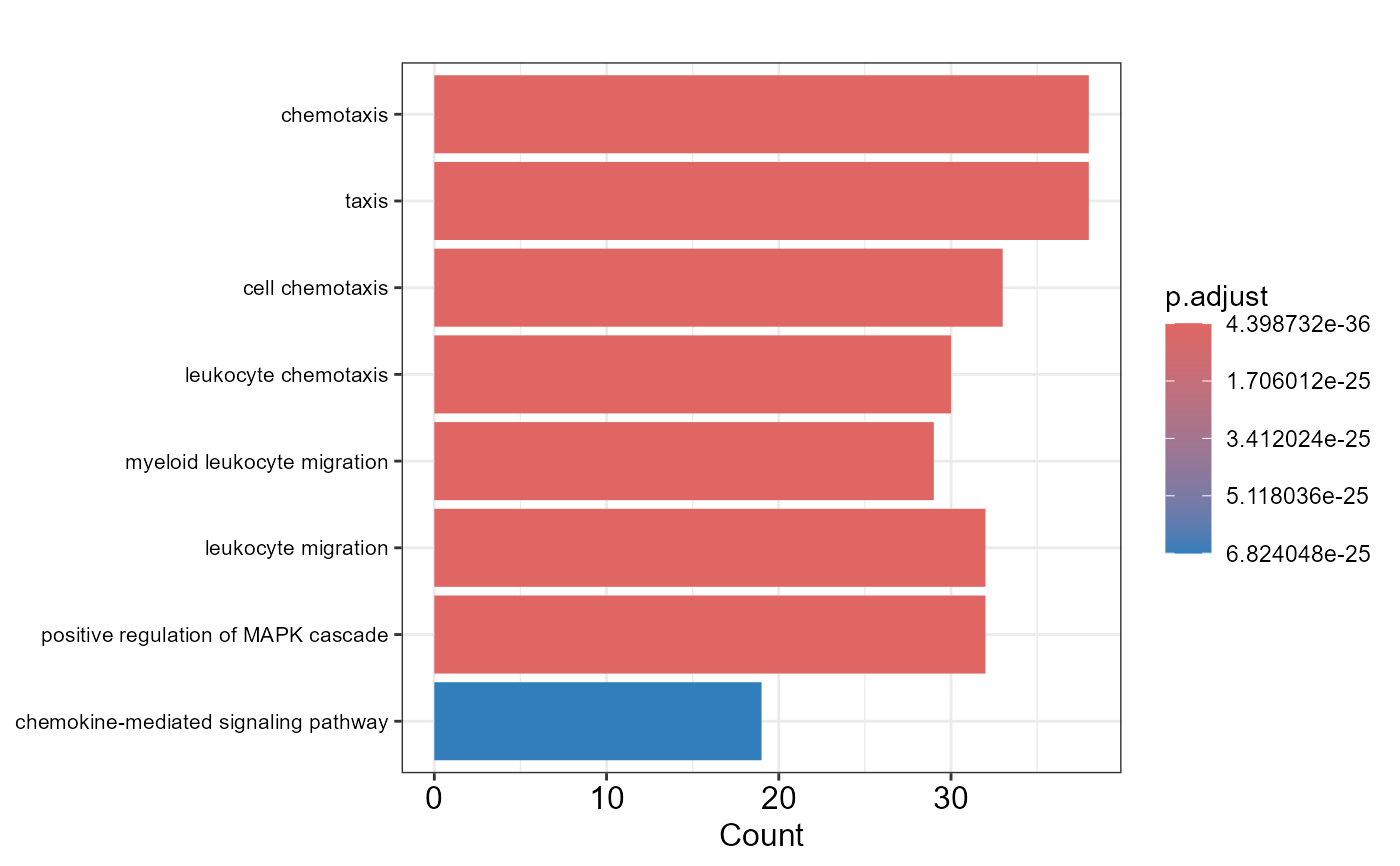 chemotaxis
taxis
cell chemotaxis
leukocyte chemotaxis
myeloid leukocyte migration
leukocyte migration
positive regulation of MAPK cascade
chemokine-mediated signaling pathway
0 10 20 30
Count
p.adjust
4.398732e-36
1.706012e-25
3.412024e-25
5.118036e-25
6.824048e-25